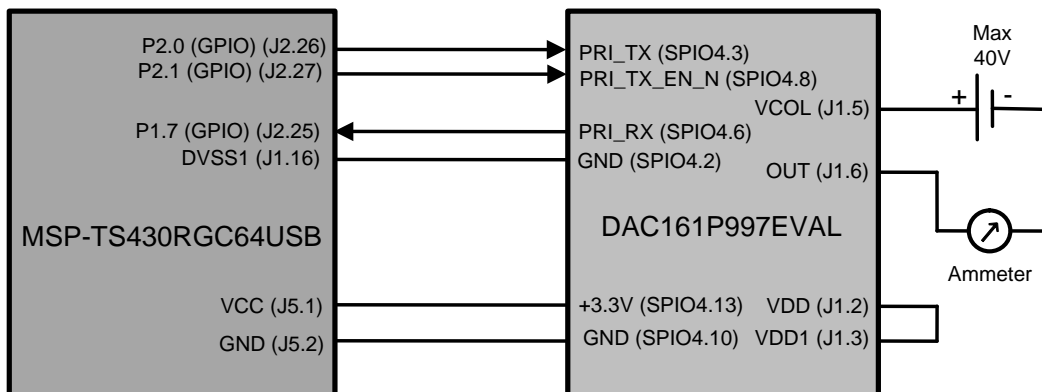 P2.0 (GPIO) (J2.26)
P2.1 (GPIO) (J2.27)
P1.7 (GPIO) (J2.25)
DVSS1 (J1.16)
MSP-TS430RGC64USB
VCC (J5.1)
GND (J5.2)
PRI_TX (SPIO4.3)
PRI_TX_EN_N (SPIO4.8)
VCOL (J1.5)
PRI_RX (SPIO4.6)
GND (SPIO4.2)
OUT (J1.6)
DAC161P997EVAL
+3.3V (SPIO4.13)
VDD (J1.2)
GND (SPIO4.10)
VDD1 (J1.3)
Max
40V
+ -
Ammeter